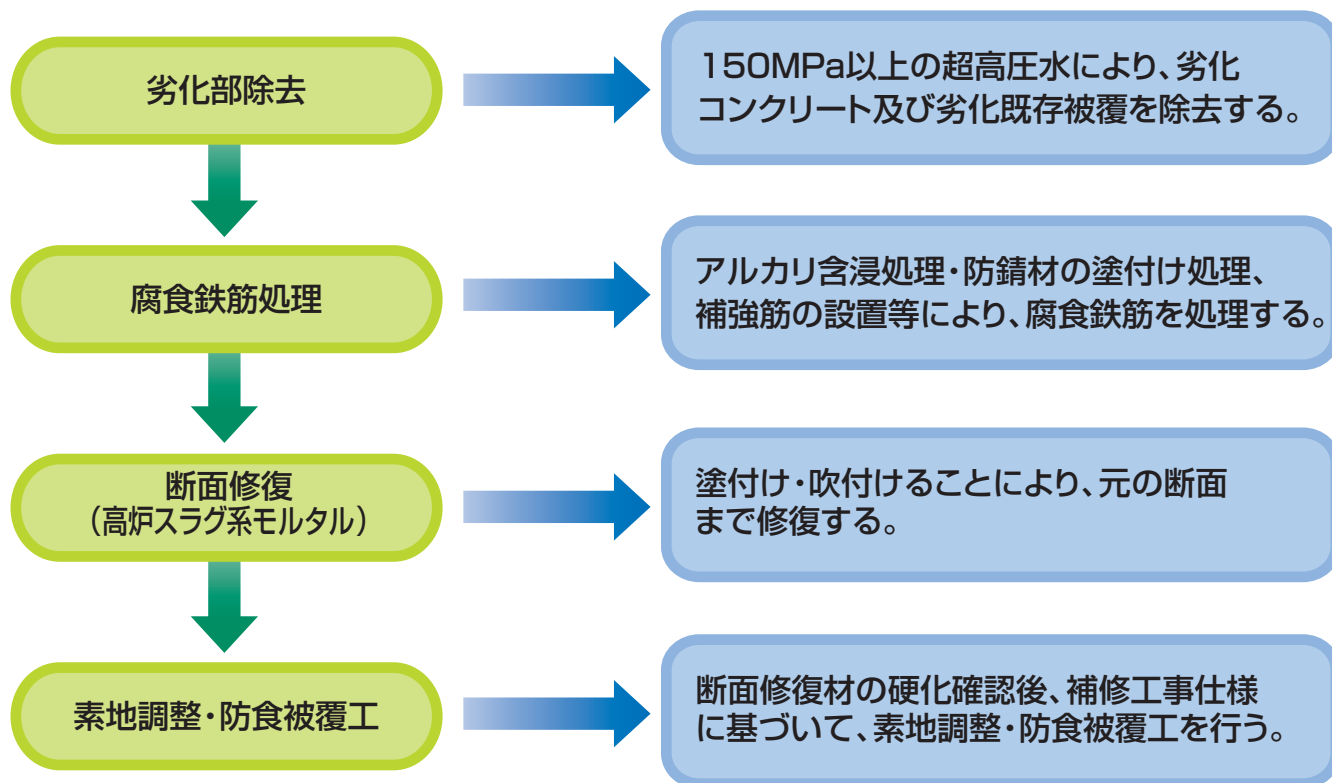 劣化部除去
150MPa以上の超高圧水により、劣化
コンクリート及び劣化既存被覆を除去する。
腐食鉄筋処理
アルカリ含浸処理・防錆材の塗付け処理、
補強筋の設置等により、腐食鉄筋を処理する。
断面修復
（高炉スラグ系モルタル）
塗付け・吹付けることにより、元の断面
まで修復する。
素地調整・防食被覆工
断面修復材の硬化確認後、補修工事仕様
に基づいて、素地調整・防食被覆工を行う。